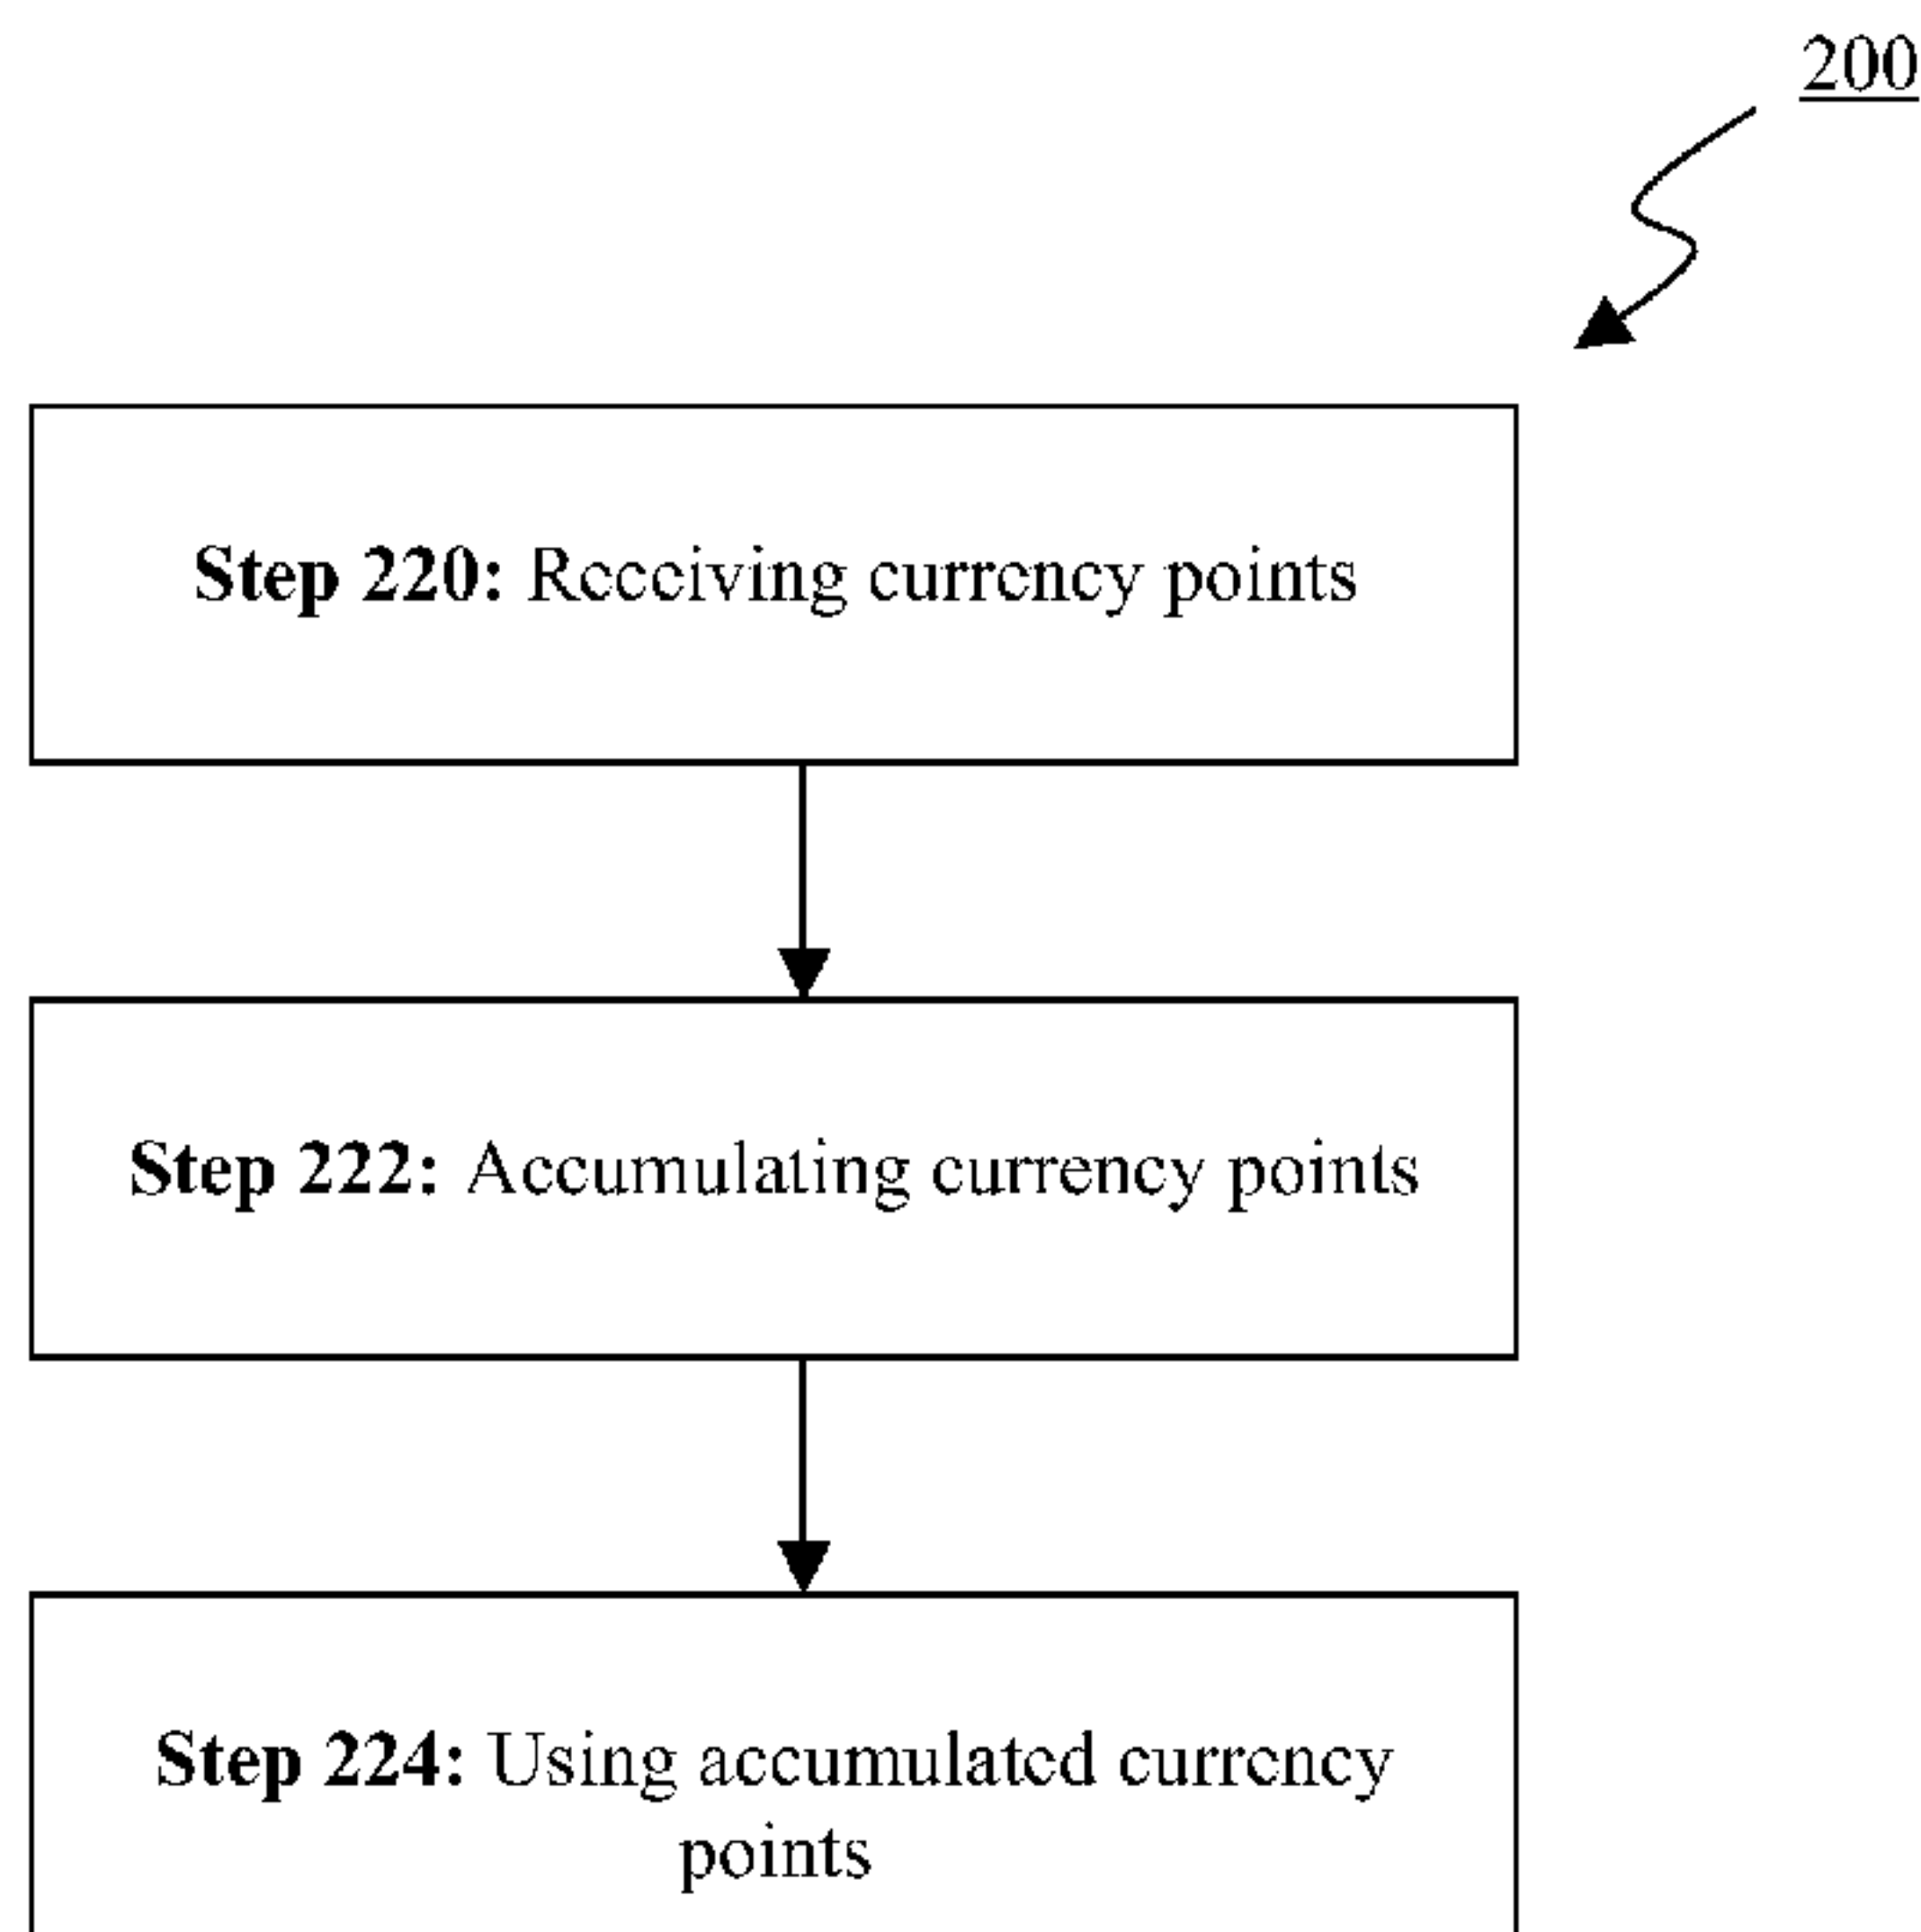 200
Step 220: Receiving currency points
Step 222: Accumulating currency points
Step 224: Using accumulated currency
points